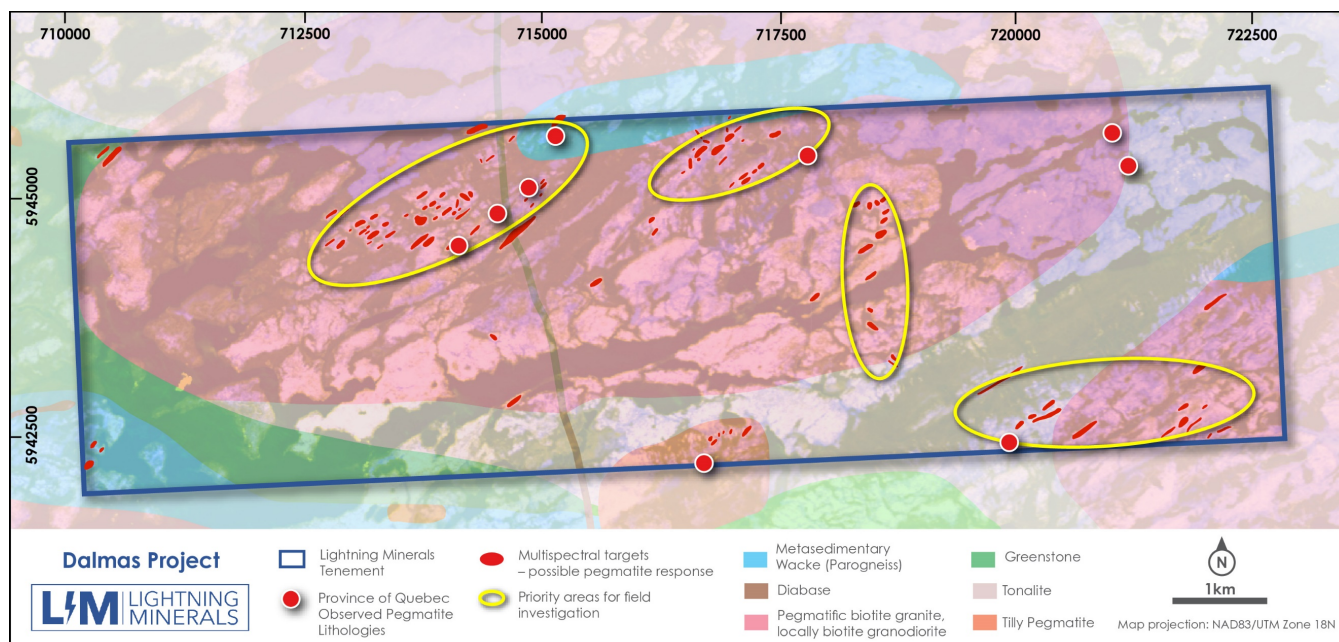 710000
712500
715000
717500
720000
722500
5945000
5942500
Dalmas Project
LM LIGHTNING
MINERALS
Lightning Minerals
Tenement
Province of Quebec
Observed Pegmatite
Lithologies
Multispectral targets
– possible pegmatite response
Priority areas for field
investigation
Metasedimentary
Wacke (Parogneiss)
Diabase
Pegmatific biotite granite,
locally biotite granodiorite
Greenstone
Tonalite
Tilly Pegmatite
N
1km
Map projection: NAD83/UTM Zone 18N